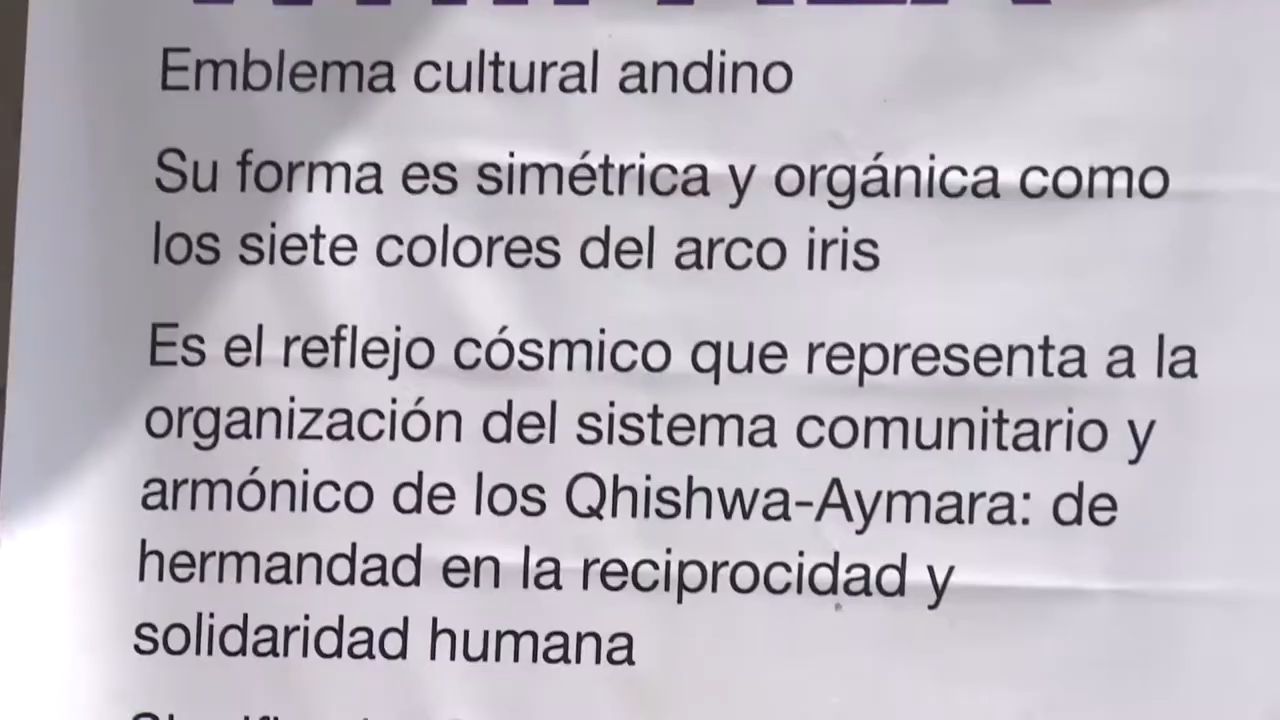 Emblema cultural andino
Su forma es simétrica y orgánica como
los siete colores del arco iris
Es el reflejo cósmico que representa a la
organización del sistema comunitario y
armónico de los Qhishwa-Aymara: de
hermandad en la reciprocidad y
solidaridad humana